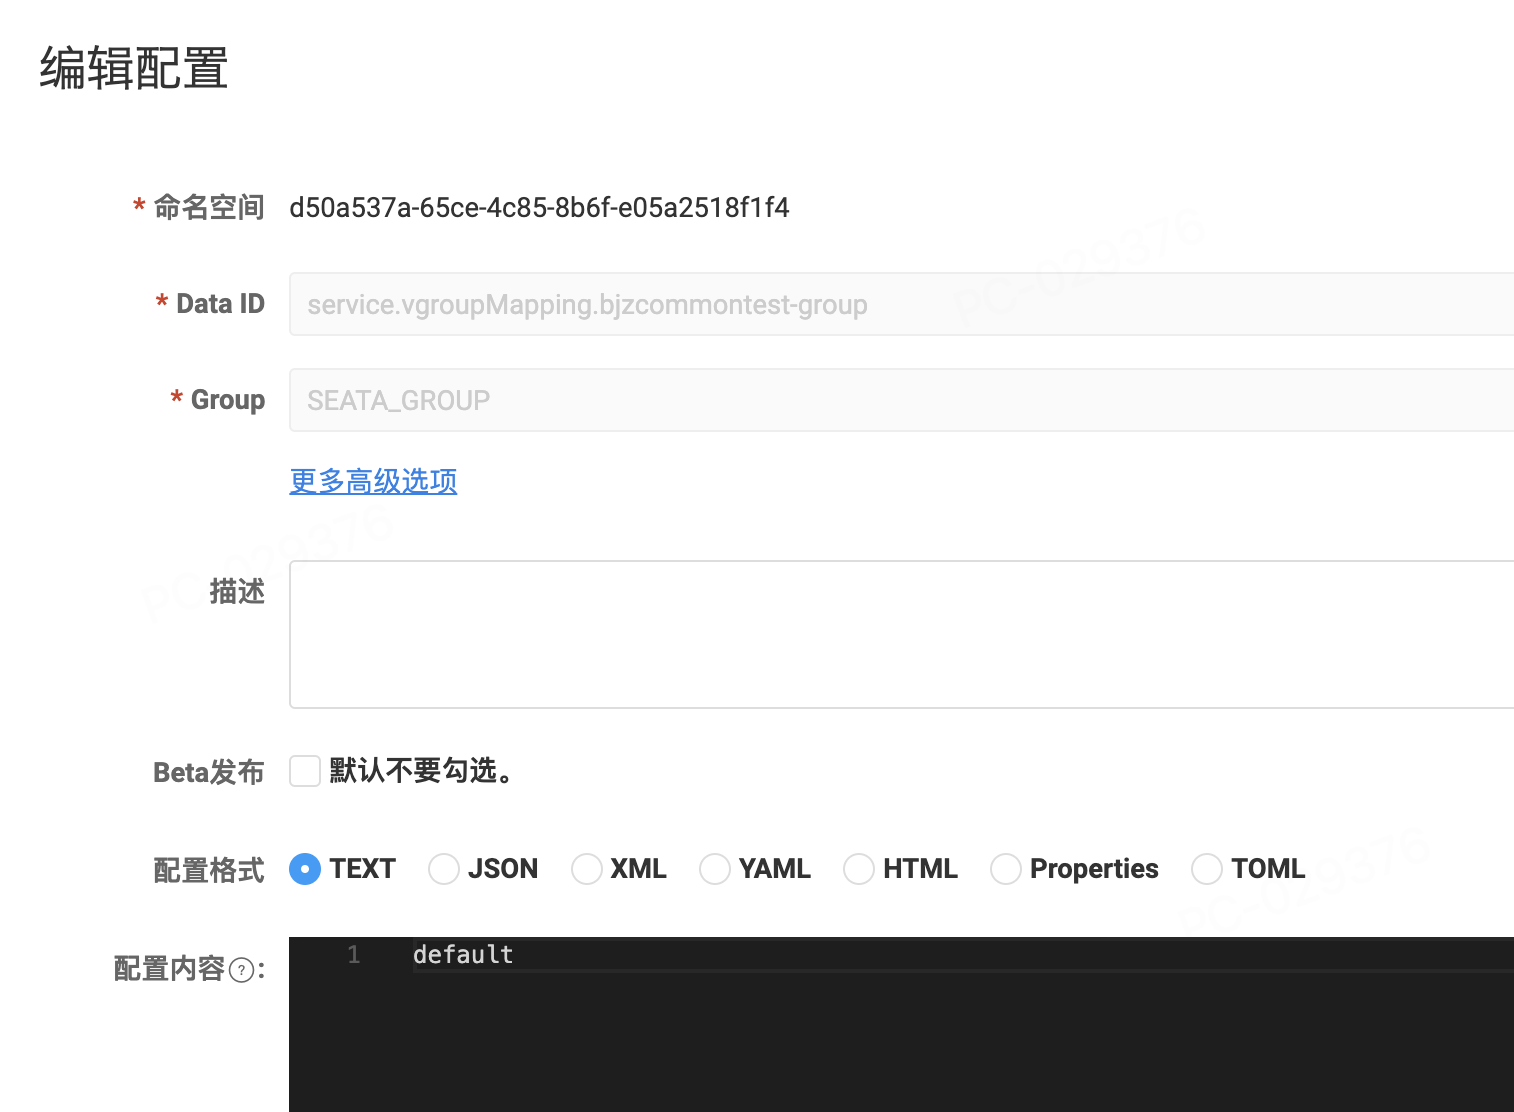 编辑配置
* 命名空间 d50a537a-65ce-4c85-8b6f-e05a2518f1f4
* Data ID service.vgroupMapping.bjzcommontest-group
* Group SEATA_GROUP
更多高级选项
描述
Beta发布 默认不要勾选。
配置格式 TEXT JSON XML YAML HTML Properties TOML
配置内容?: 1 default
PC-029376
PC-029376
PC-029376